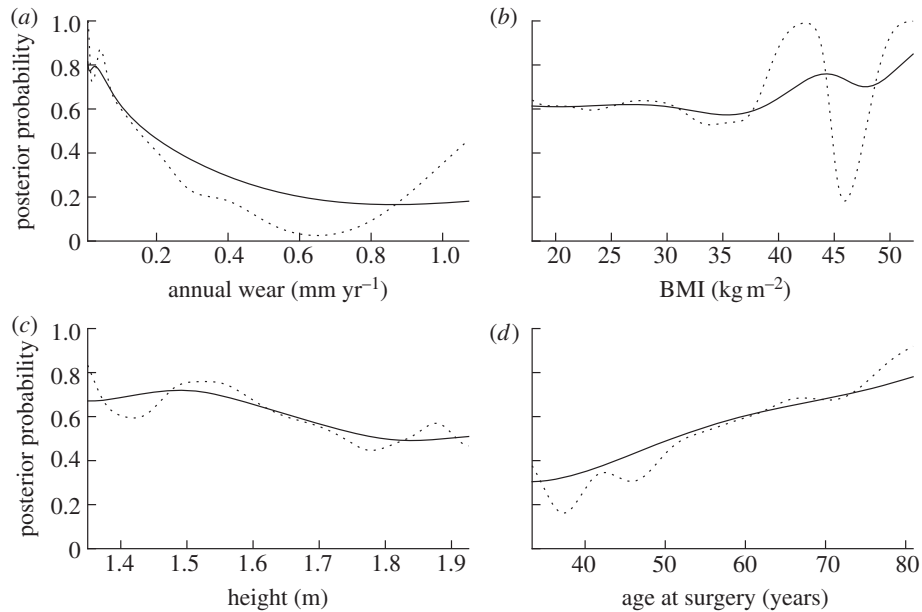 (a)
(b)
posterior probability
1.0
0.8
0.6
0.4
0.2
0
0.2 0.4 0.6 0.8 1.0
annual wear (mm yr⁻¹)
20 25 30 35 40 45 50
BMI (kg m⁻²)
(c)
(d)
posterior probability
1.0
0.8
0.6
0.4
0.2
0
1.4 1.5 1.6 1.7 1.8 1.9
height (m)
40 50 60 70 80
age at surgery (years)